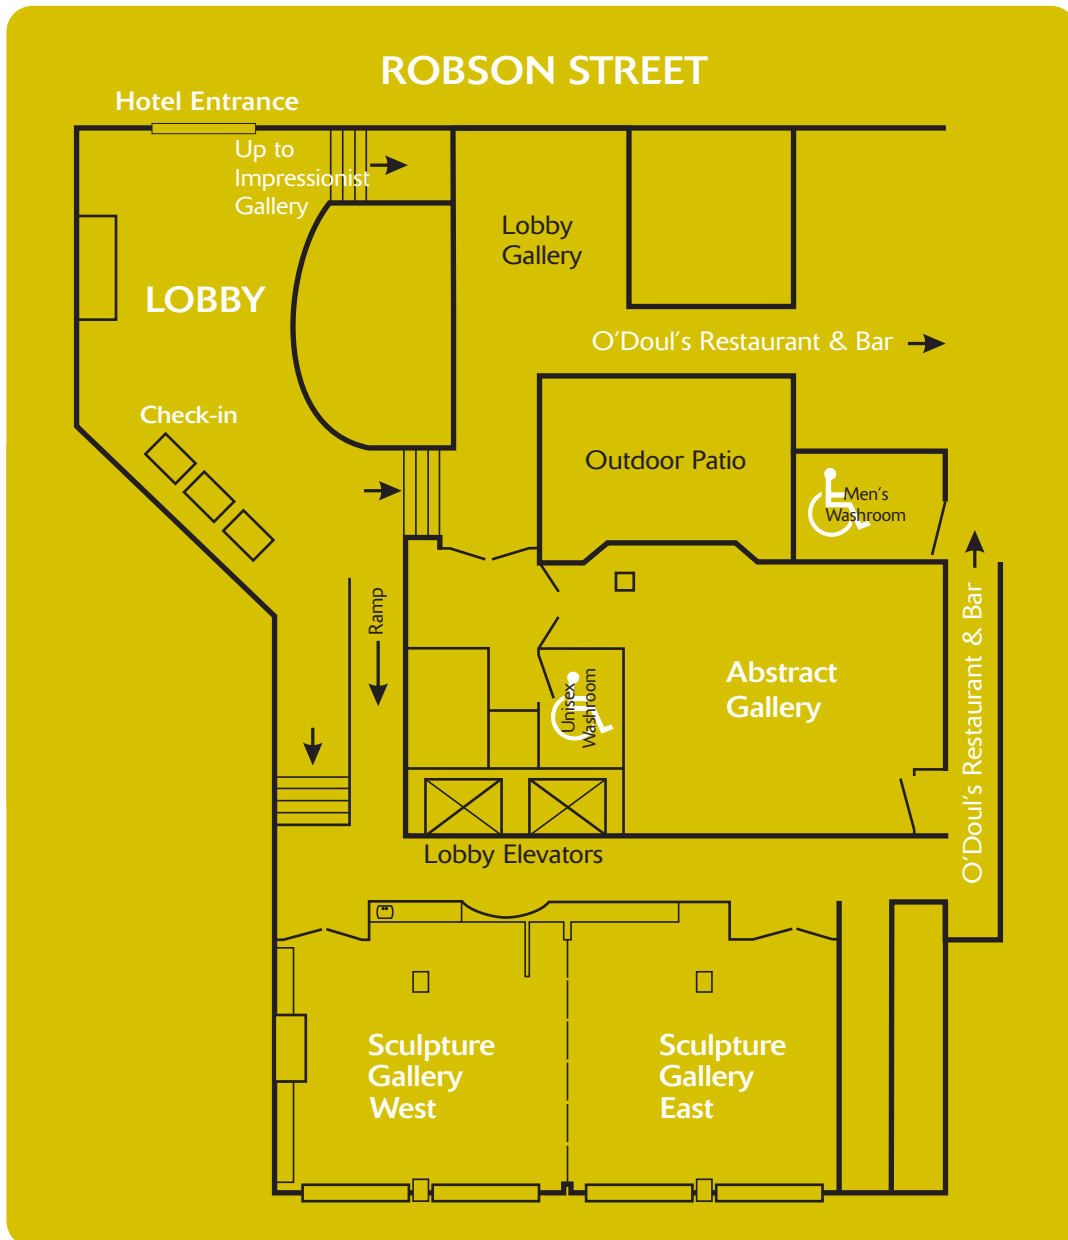 ROBSON STREET
Hotel Entrance
Up to
Impressionist
Gallery
Lobby
Gallery
LOBBY
O’Doul’s Restaurant & Bar
Check-in
Outdoor Patio
Men’s
Washroom
Ramp
Unisex
Washroom
Abstract
Gallery
O’Doul’s Restaurant & Bar
Lobby Elevators
Sculpture
Gallery
West
Sculpture
Gallery
East